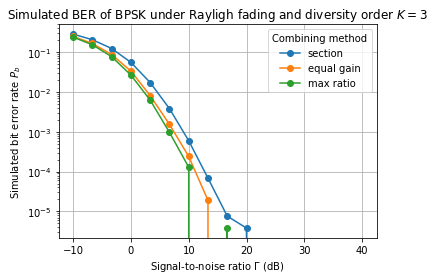 Simulated BER of BPSK under Rayligh fading and diversity order K = 3
Combining method
section
equal gain
max ratio
Simulated bit error rate P_b
10⁻¹
10⁻²
10⁻³
10⁻⁴
10⁻⁵
−10
0
10
20
30
40
Signal-to-noise ratio Γ (dB)